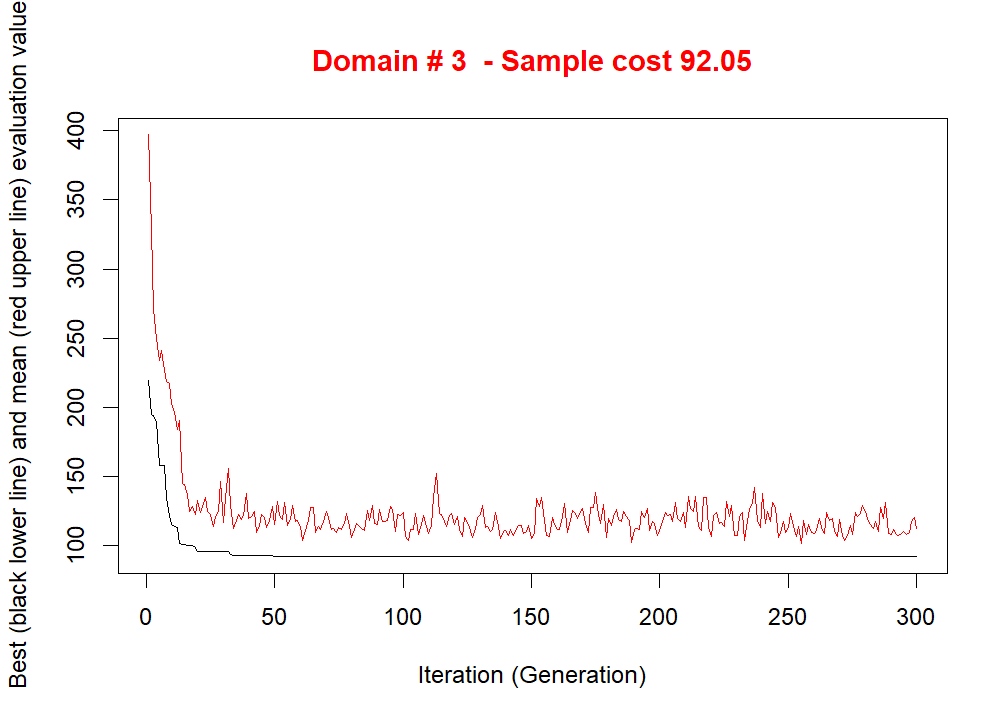 Domain # 3  - Sample cost 92.05
Best (black lower line) and mean (red upper line) evaluation value
400
350
300
250
200
150
100
0 50 100 150 200 250 300
Iteration (Generation)